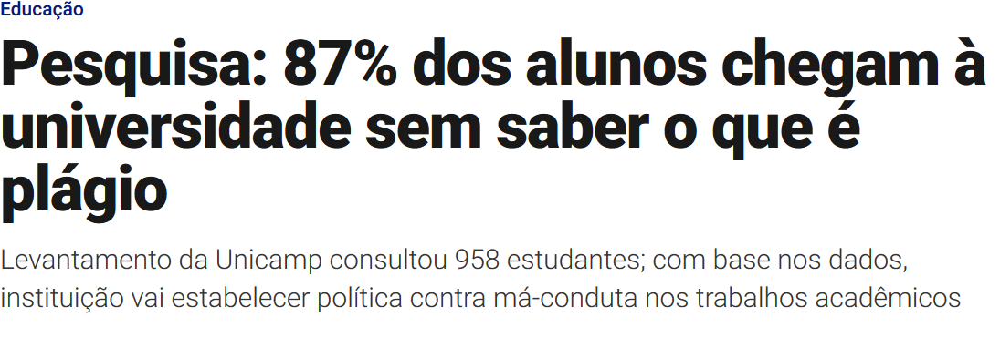 Educação
Pesquisa: 87% dos alunos chegam à
universidade sem saber o que é
plágio
Levantamento da Unicamp consultou 958 estudantes; com base nos dados,
instituição vai estabelecer política contra má-conduta nos trabalhos acadêmicos